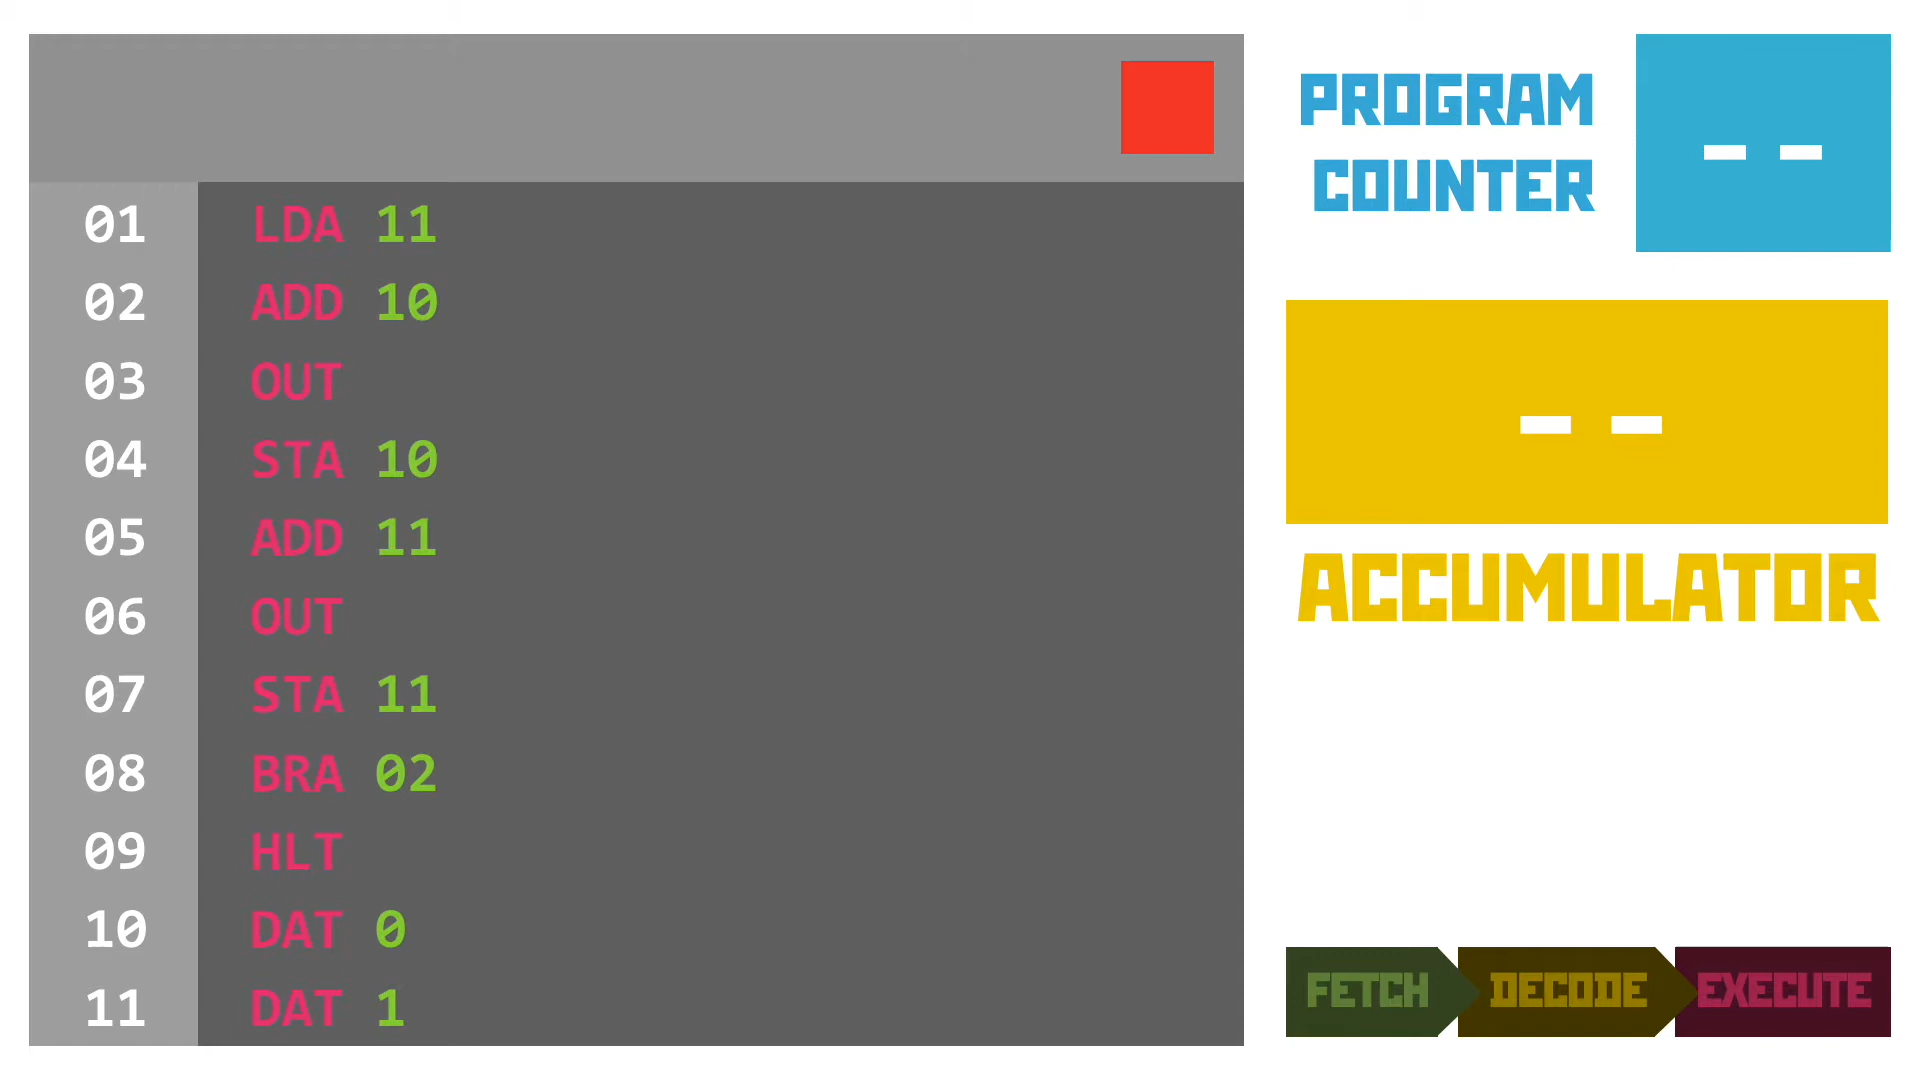 01 LDA 11
02 ADD 10
03 OUT
04 STA 10
05 ADD 11
06 OUT
07 STA 11
08 BRA 02
09 HLT
10 DAT 0
11 DAT 1
PROGRAM
COUNTER
- -
- -
ACCUMULATOR
FETCH DECODE EXECUTE